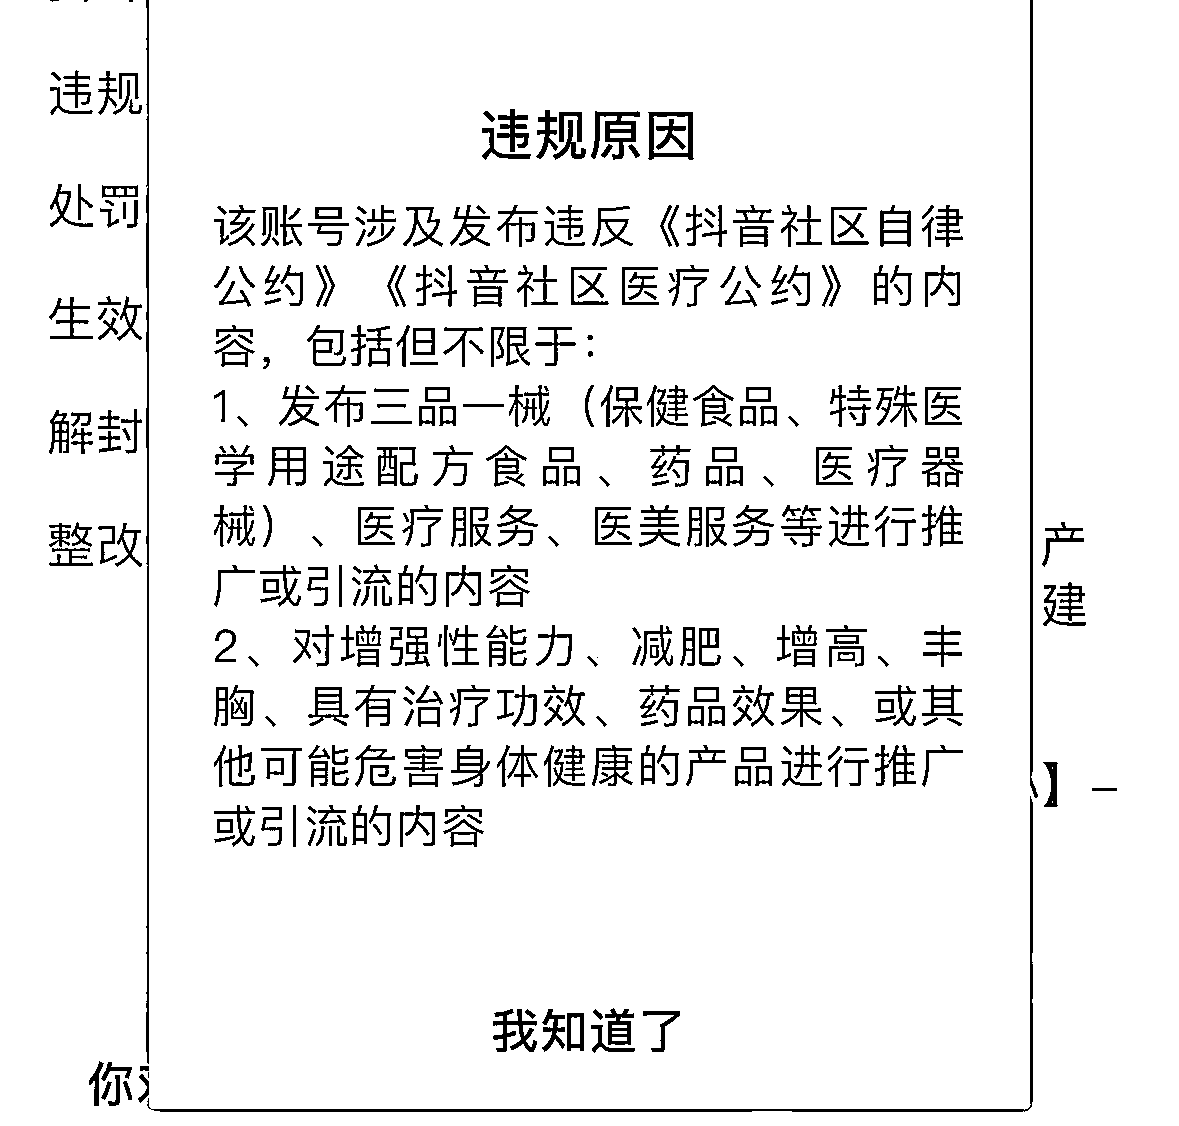 违规
处罚
生效
解封
整改
违规原因
该账号涉及发布违反《抖音社区自律
公约》《抖音社区医疗公约》的内
容，包括但不限于：
1、发布三品一械（保健食品、特殊医
学用途配方食品、药品、医疗器
械）、医疗服务、医美服务等进行推
广或引流的内容
2、对增强性能力、减肥、增高、丰
胸、具有治疗功效、药品效果、或其
他可能危害身体健康的产品进行推广
或引流的内容
我知道了
产
建
】 –
你